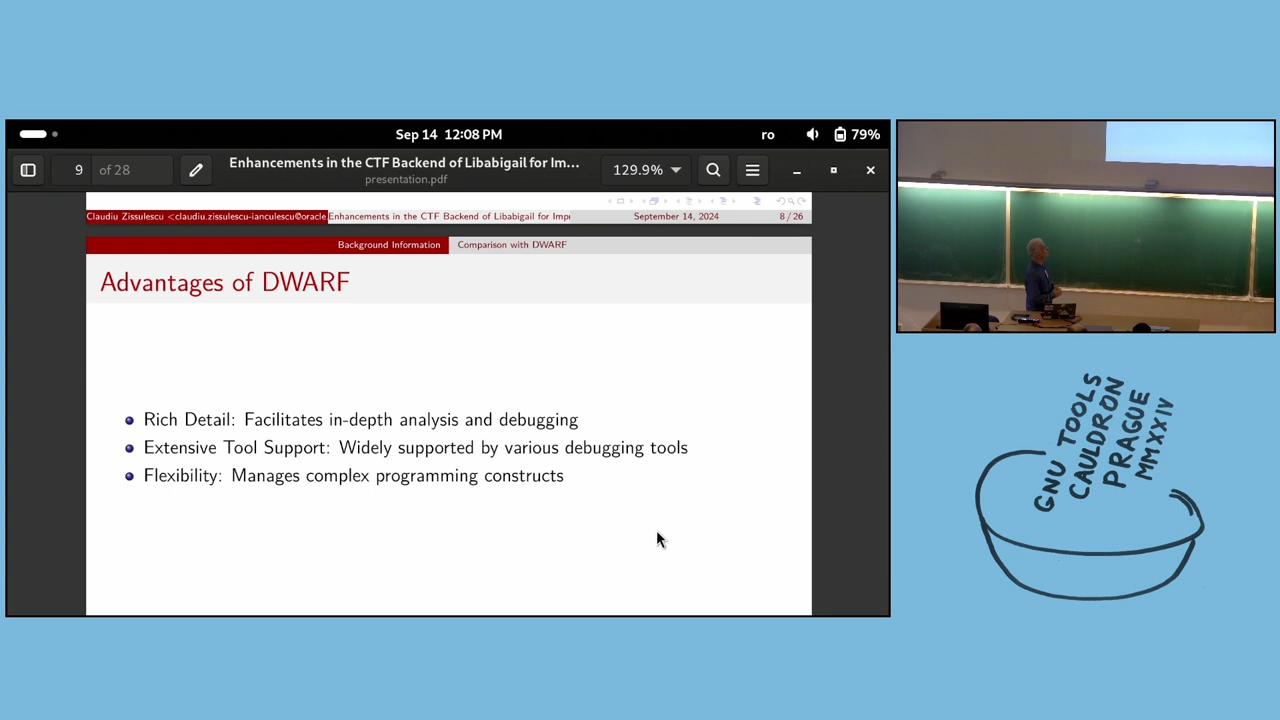 Sep 14 12:08 PM
ro
79%
9 of 28
Enhancements in the CTF Backend of Libabigail for Im...
presentation.pdf
129.9%
Claudiu Zissulescu <claudiu.zissulescu-ianculescu@oracle
Enhancements in the CTF Backend of Libabigail for Imp
September 14, 2024
8 / 26
Background Information
Comparison with DWARF
Advantages of DWARF
Rich Detail: Facilitates in-depth analysis and debugging
Extensive Tool Support: Widely supported by various debugging tools
Flexibility: Manages complex programming constructs
GNU TOOLS
CAULDRON
PRAGUE
MMXXIV